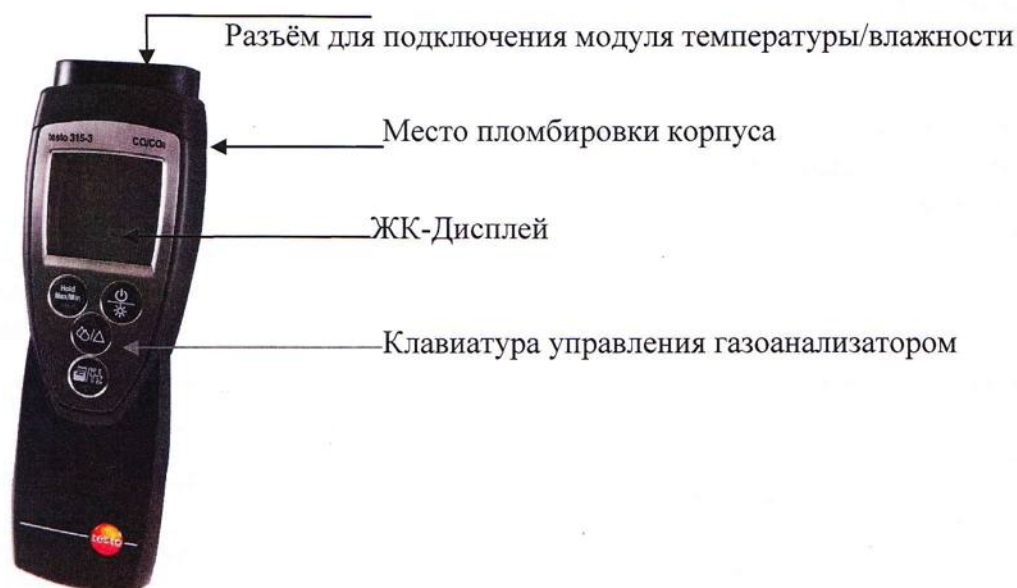 Разъём для подключения модуля температуры/влажности
testo 315-3 CO/CO₂
Место пломбировки корпуса
ЖК-Дисплей
Hold
Max/Min
Клавиатура управления газоанализатором
testo